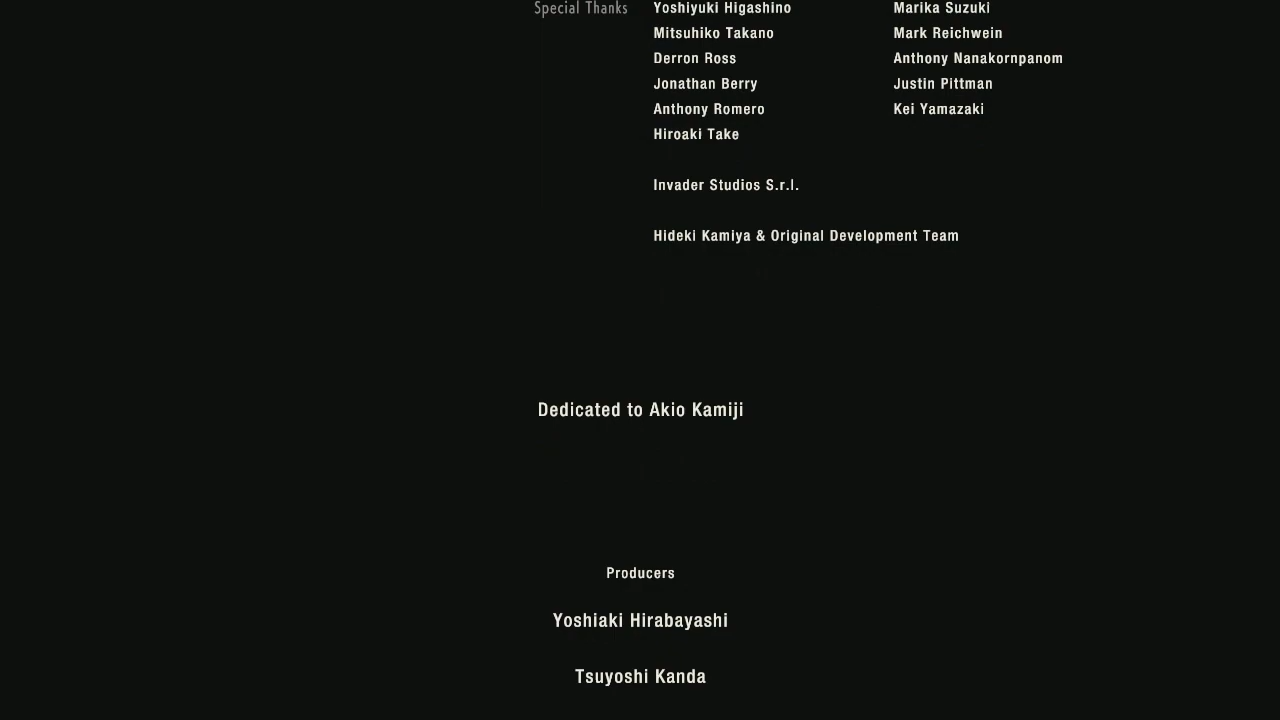 Special Thanks Yoshiyuki Higashino Marika Suzuki
Mitsuhiko Takano Mark Reichwein
Derron Ross Anthony Nanakornpanom
Jonathan Berry Justin Pittman
Anthony Romero Kei Yamazaki
Hiroaki Take
Invader Studios S.r.l.
Hideki Kamiya & Original Development Team
Dedicated to Akio Kamiji
Producers
Yoshiaki Hirabayashi
Tsuyoshi Kanda